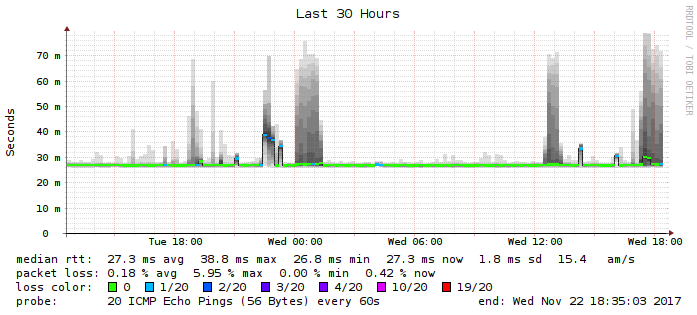 Last 30 Hours
RRDTOOL / TOBI OETIKER
Seconds
70 m
60 m
50 m
40 m
30 m
20 m
10 m
0
Tue 18:00 Wed 00:00 Wed 06:00 Wed 12:00 Wed 18:00
median rtt: 27.3 ms avg 38.8 ms max 26.8 ms min 27.3 ms now 1.8 ms sd 15.4 am/s
packet loss: 0.18 % avg 5.95 % max 0.00 % min 0.42 % now
loss color: 0 1/20 2/20 3/20 4/20 10/20 19/20
probe: 20 ICMP Echo Pings (56 Bytes) every 60s end: Wed Nov 22 18:35:03 2017